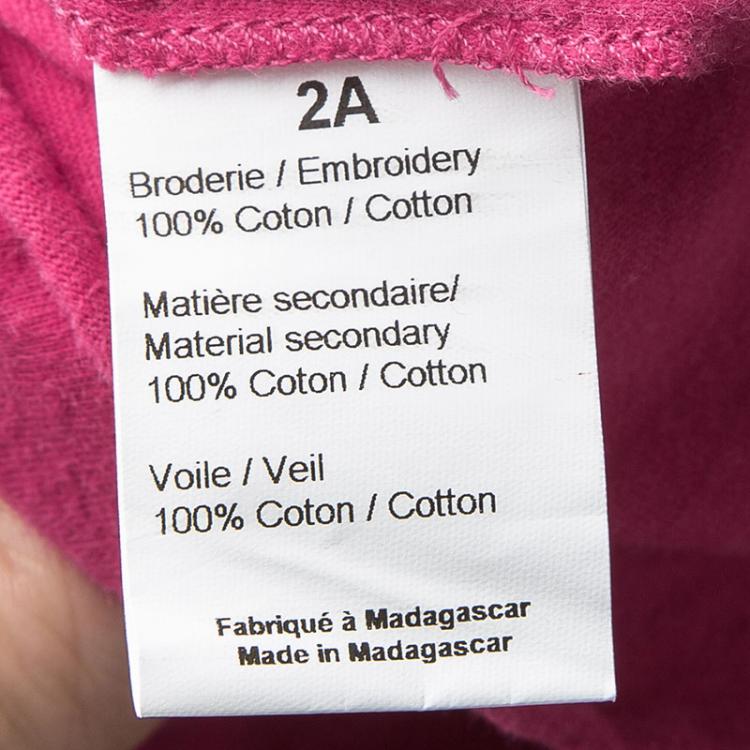 2A
Broderie / Embroidery
100% Coton / Cotton
Matière secondaire/
Material secondary
100% Coton / Cotton
Voile / Veil
100% Coton / Cotton
Fabriqué à Madagascar
Made in Madagascar